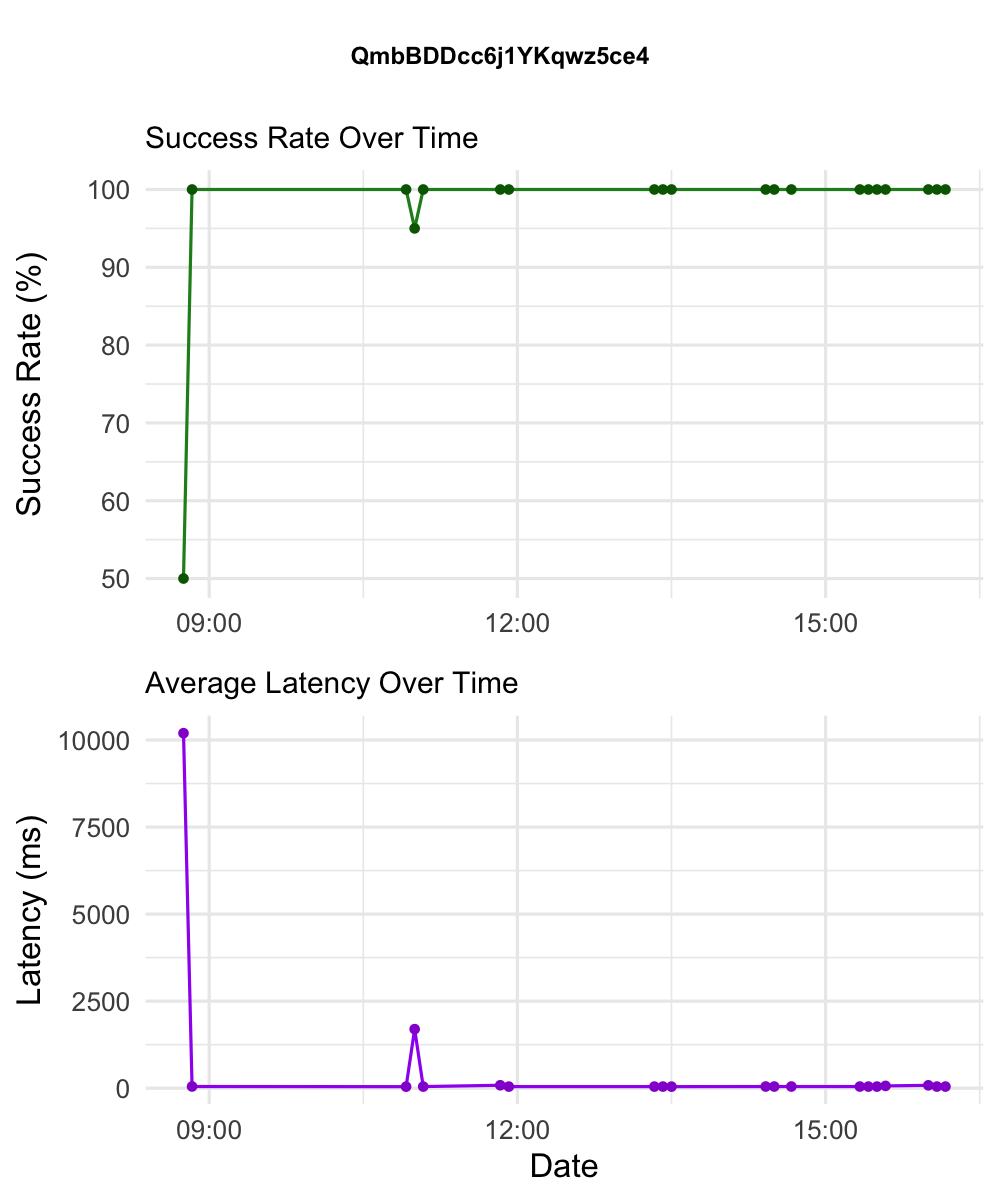 QmbBDDcc6j1YKqwz5ce4
Success Rate Over Time
Success Rate (%)
100
90
80
70
60
50
09:00 12:00 15:00
Average Latency Over Time
Latency (ms)
10000
7500
5000
2500
0
09:00 12:00 15:00
Date